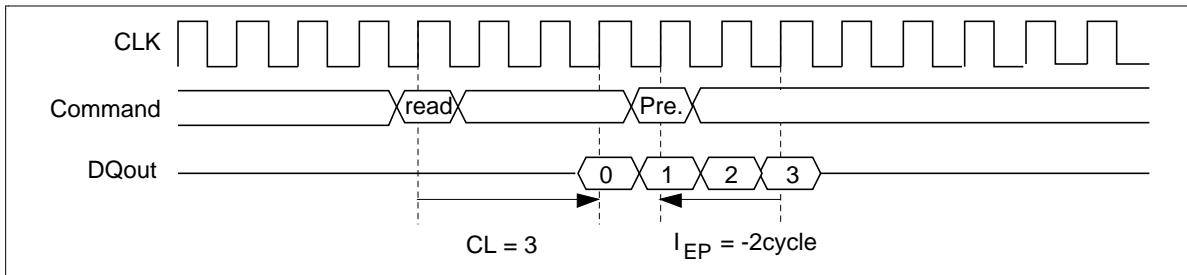 CLK
Command read Pre.
DQout 0 1 2 3
CL = 3 I EP = -2cycle